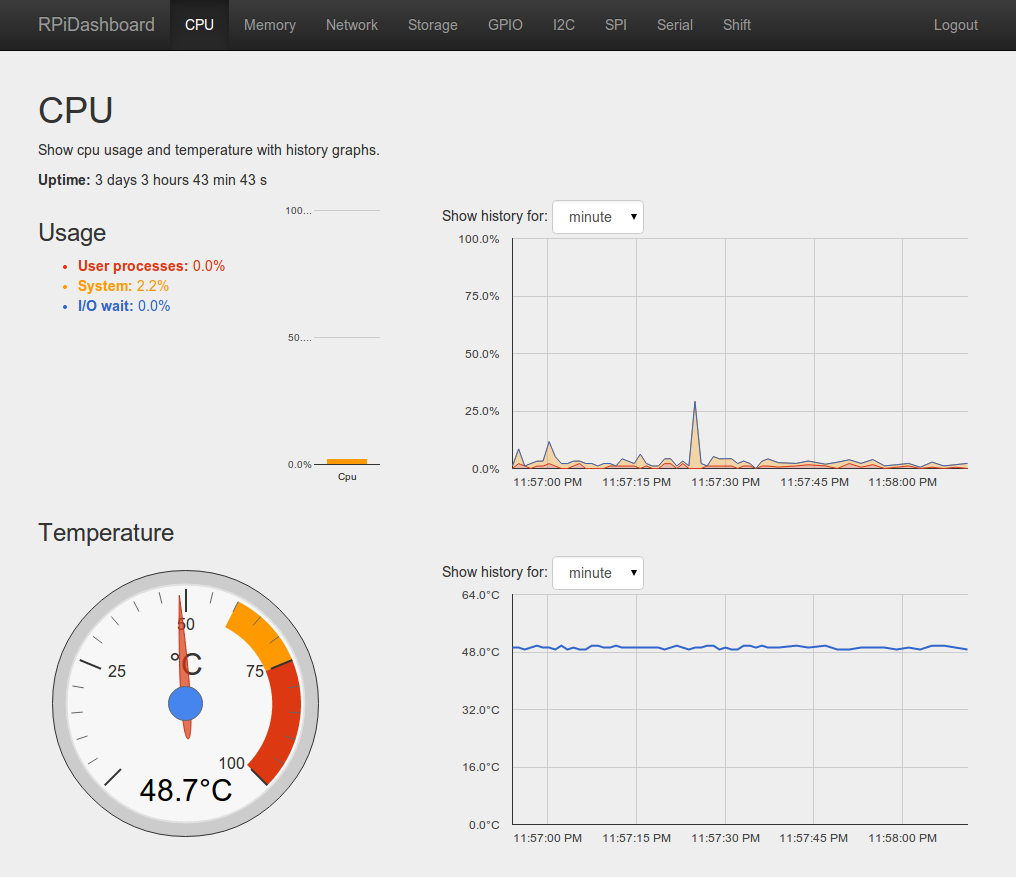 RPiDashboard CPU Memory Network Storage GPIO I2C SPI Serial Shift Logout
CPU
Show cpu usage and temperature with history graphs.
Uptime: 3 days 3 hours 43 min 43 s
Usage
User processes: 0.0%
System: 2.2%
I/O wait: 0.0%
100...
50....
0.0%
Cpu
Show history for: minute
100.0%
75.0%
50.0%
25.0%
0.0%
11:57:00 PM 11:57:15 PM 11:57:30 PM 11:57:45 PM 11:58:00 PM
Temperature
50
°C
25 75
100
48.7°C
Show history for: minute
64.0°C
48.0°C
32.0°C
16.0°C
0.0°C
11:57:00 PM 11:57:15 PM 11:57:30 PM 11:57:45 PM 11:58:00 PM